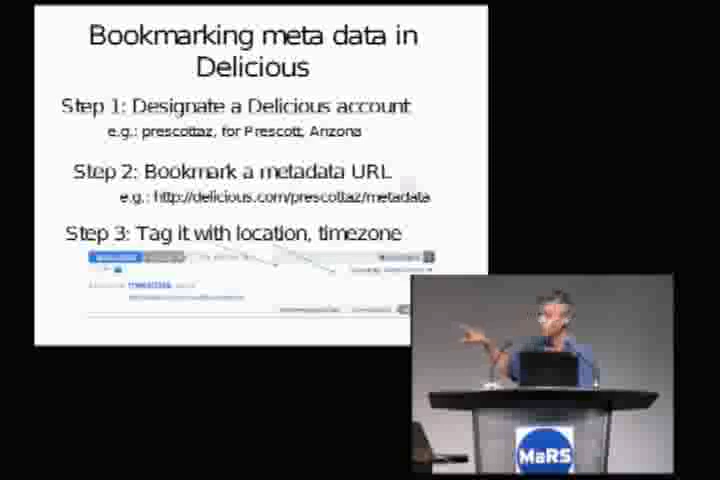 Bookmarking meta data in
Delicious
Step 1: Designate a Delicious account
e.g.: prescottaz, for Prescott, Arizona
Step 2: Bookmark a metadata URL
e.g.: http://delicious.com/prescottaz/metadata
Step 3: Tag it with location, timezone
MaRS